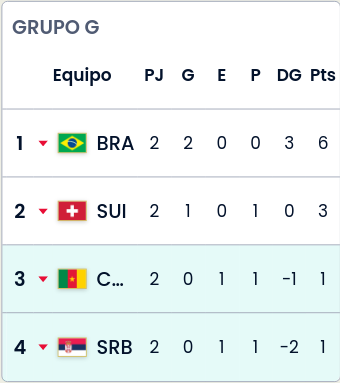 GRUPO G
Equipo PJ G E P DG Pts
1 BRA 2 2 0 0 3 6
2 SUI 2 1 0 1 0 3
3 C... 2 0 1 1 -1 1
4 SRB 2 0 1 1 -2 1